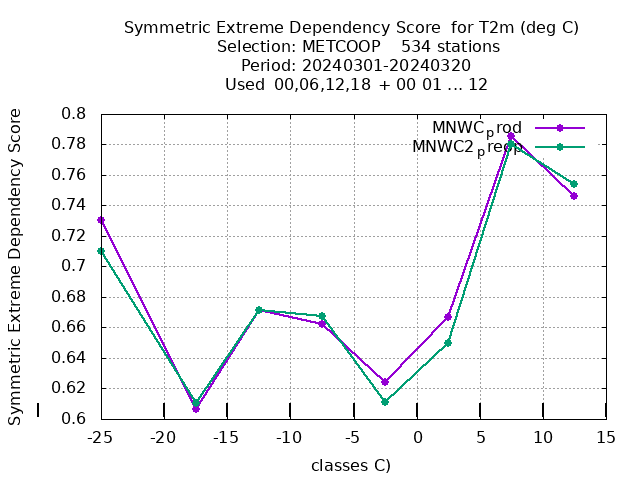 Symmetric Extreme Dependency Score for T2m (deg C)
Selection: METCOOP 534 stations
Period: 20240301-20240320
Used 00,06,12,18 + 00 01 ... 12
Symmetric Extreme Dependency Score
0.8
0.78
0.76
0.74
0.72
0.7
0.68
0.66
0.64
0.62
0.6
MNWCprod
MNWC2preop
-25
-20
-15
-10
-5
0
5
10
15
classes C)